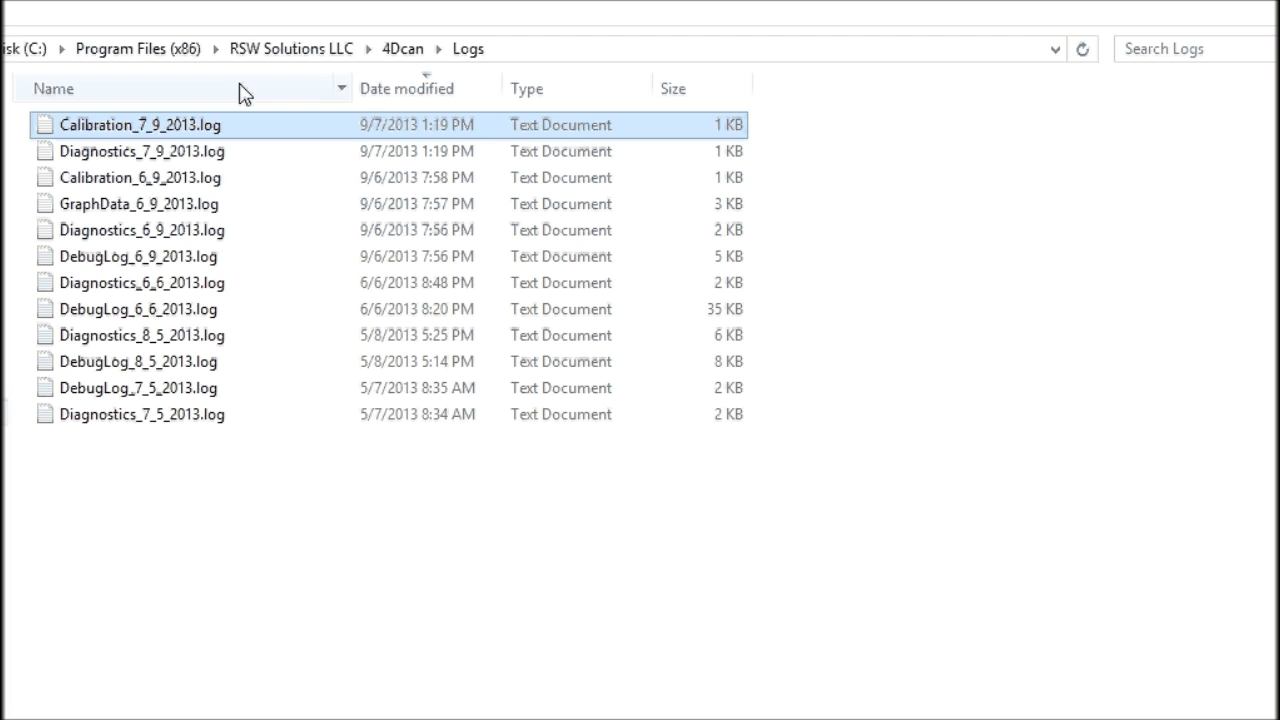 isk (C:) Program Files (x86) RSW Solutions LLC 4Dcan Logs Search Logs
Name Date modified Type Size
Calibration_7_9_2013.log 9/7/2013 1:19 PM Text Document 1 KB
Diagnostics_7_9_2013.log 9/7/2013 1:19 PM Text Document 1 KB
Calibration_6_9_2013.log 9/6/2013 7:58 PM Text Document 1 KB
GraphData_6_9_2013.log 9/6/2013 7:57 PM Text Document 3 KB
Diagnostics_6_9_2013.log 9/6/2013 7:56 PM Text Document 2 KB
DebugLog_6_9_2013.log 9/6/2013 7:56 PM Text Document 5 KB
Diagnostics_6_6_2013.log 6/6/2013 8:48 PM Text Document 2 KB
DebugLog_6_6_2013.log 6/6/2013 8:20 PM Text Document 35 KB
Diagnostics_8_5_2013.log 5/8/2013 5:25 PM Text Document 6 KB
DebugLog_8_5_2013.log 5/8/2013 5:14 PM Text Document 8 KB
DebugLog_7_5_2013.log 5/7/2013 8:35 AM Text Document 2 KB
Diagnostics_7_5_2013.log 5/7/2013 8:34 AM Text Document 2 KB